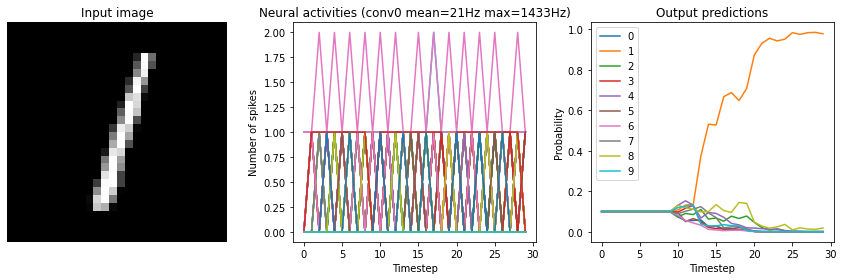 Input image
Neural activities (conv0 mean=21Hz max=1433Hz)
Output predictions
Number of spikes
2.00
1.75
1.50
1.25
1.00
0.75
0.50
0.25
0.00
0 5 10 15 20 25 30
Timestep
Probability
1.0
0.8
0.6
0.4
0.2
0.0
0
1
2
3
4
5
6
7
8
9
0 5 10 15 20 25 30
Timestep